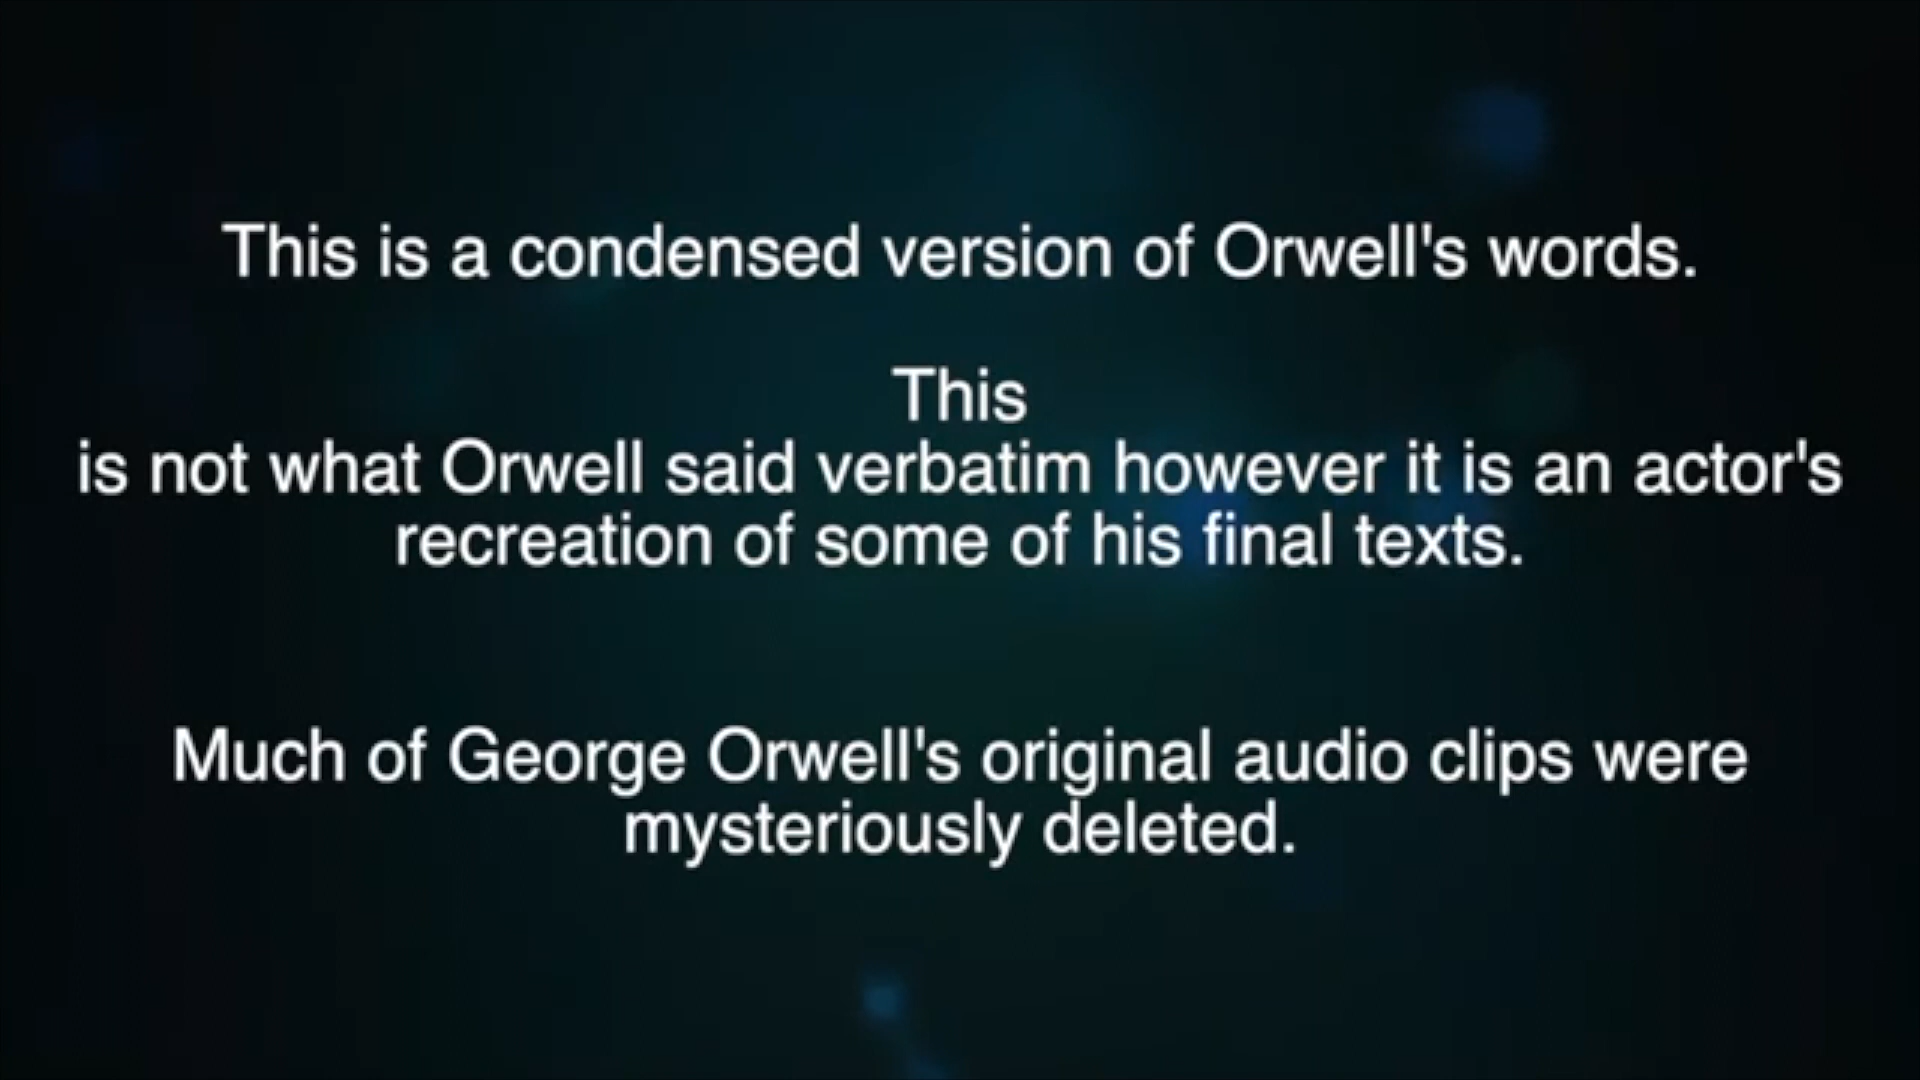 This is a condensed version of Orwell's words.
This
is not what Orwell said verbatim however it is an actor's
recreation of some of his final texts.
Much of George Orwell's original audio clips were
mysteriously deleted.